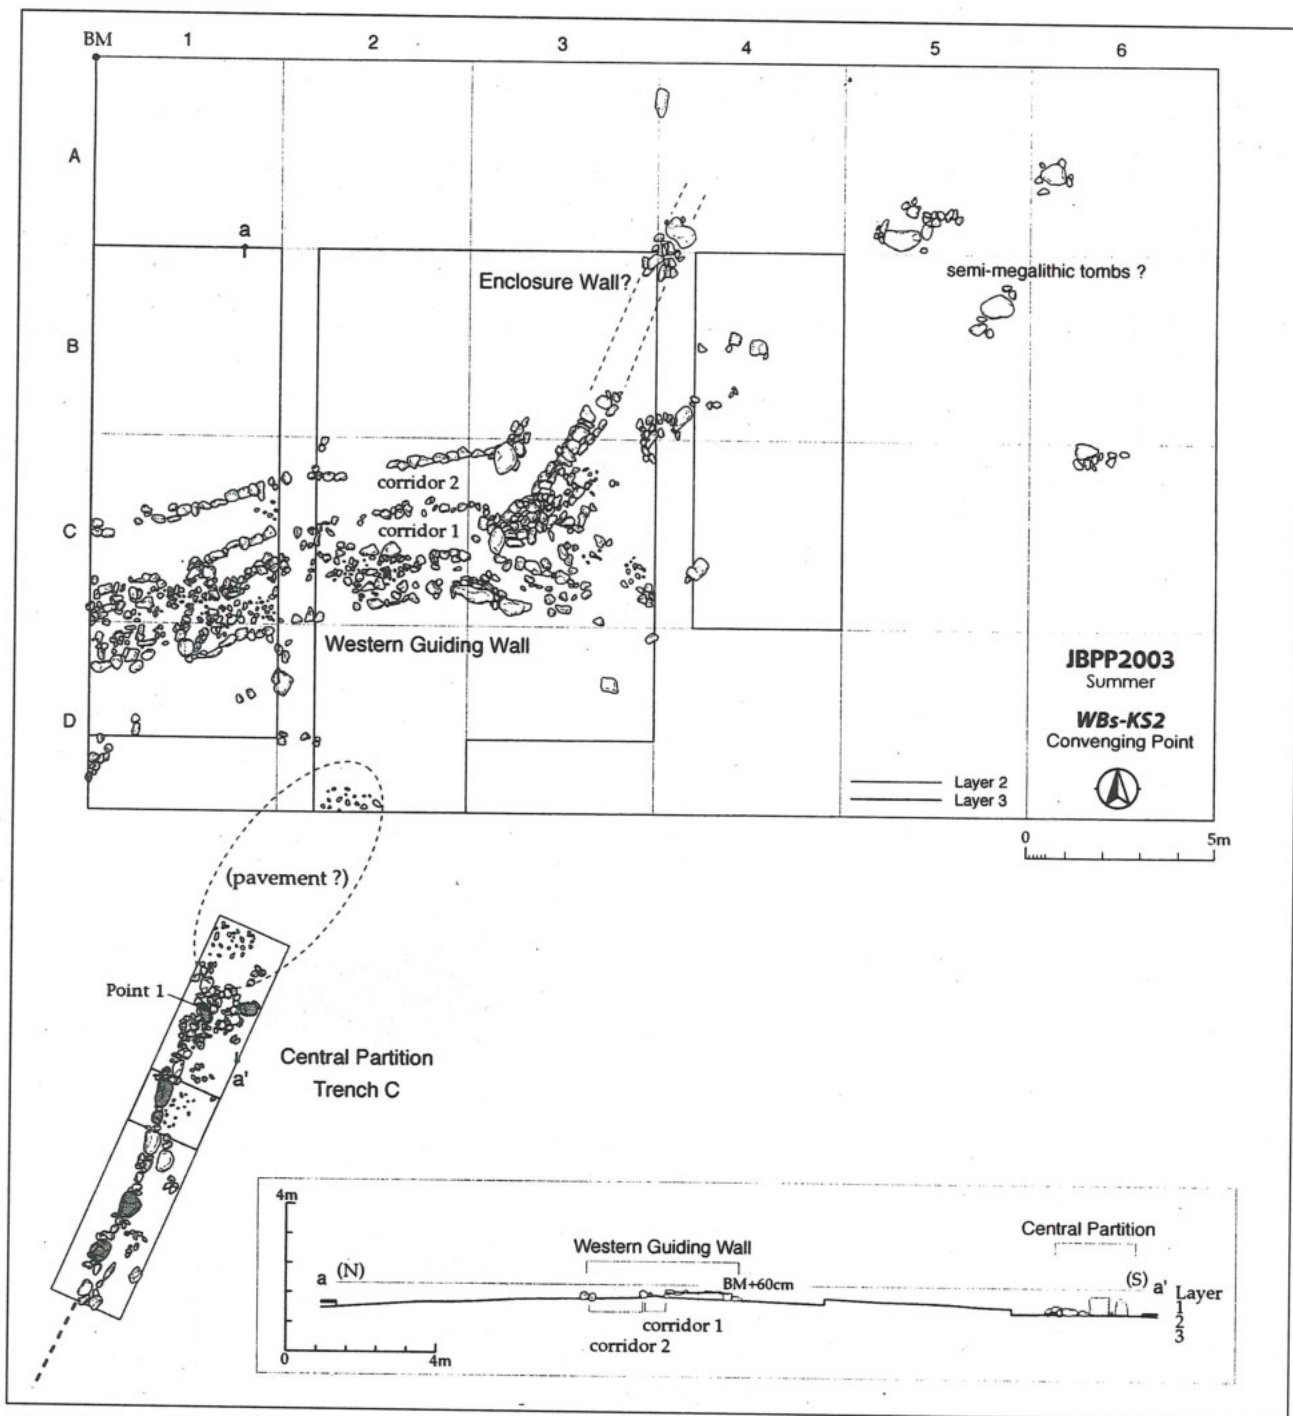 BM
1
2
3
4
5
6
A
a
Enclosure Wall?
semi-megalithic tombs ?
B
corridor 2
corridor 1
C
Western Guiding Wall
JBPP2003
Summer
D
WBs-KS2
Convenging Point
Layer 2
Layer 3
0
5m
(pavement ?)
Point 1
a'
Central Partition
Trench C
4m
Central Partition
Western Guiding Wall
a
(N)
BM+60cm
(S)
a'
Layer
1
2
3
corridor 1
corridor 2
0
4m